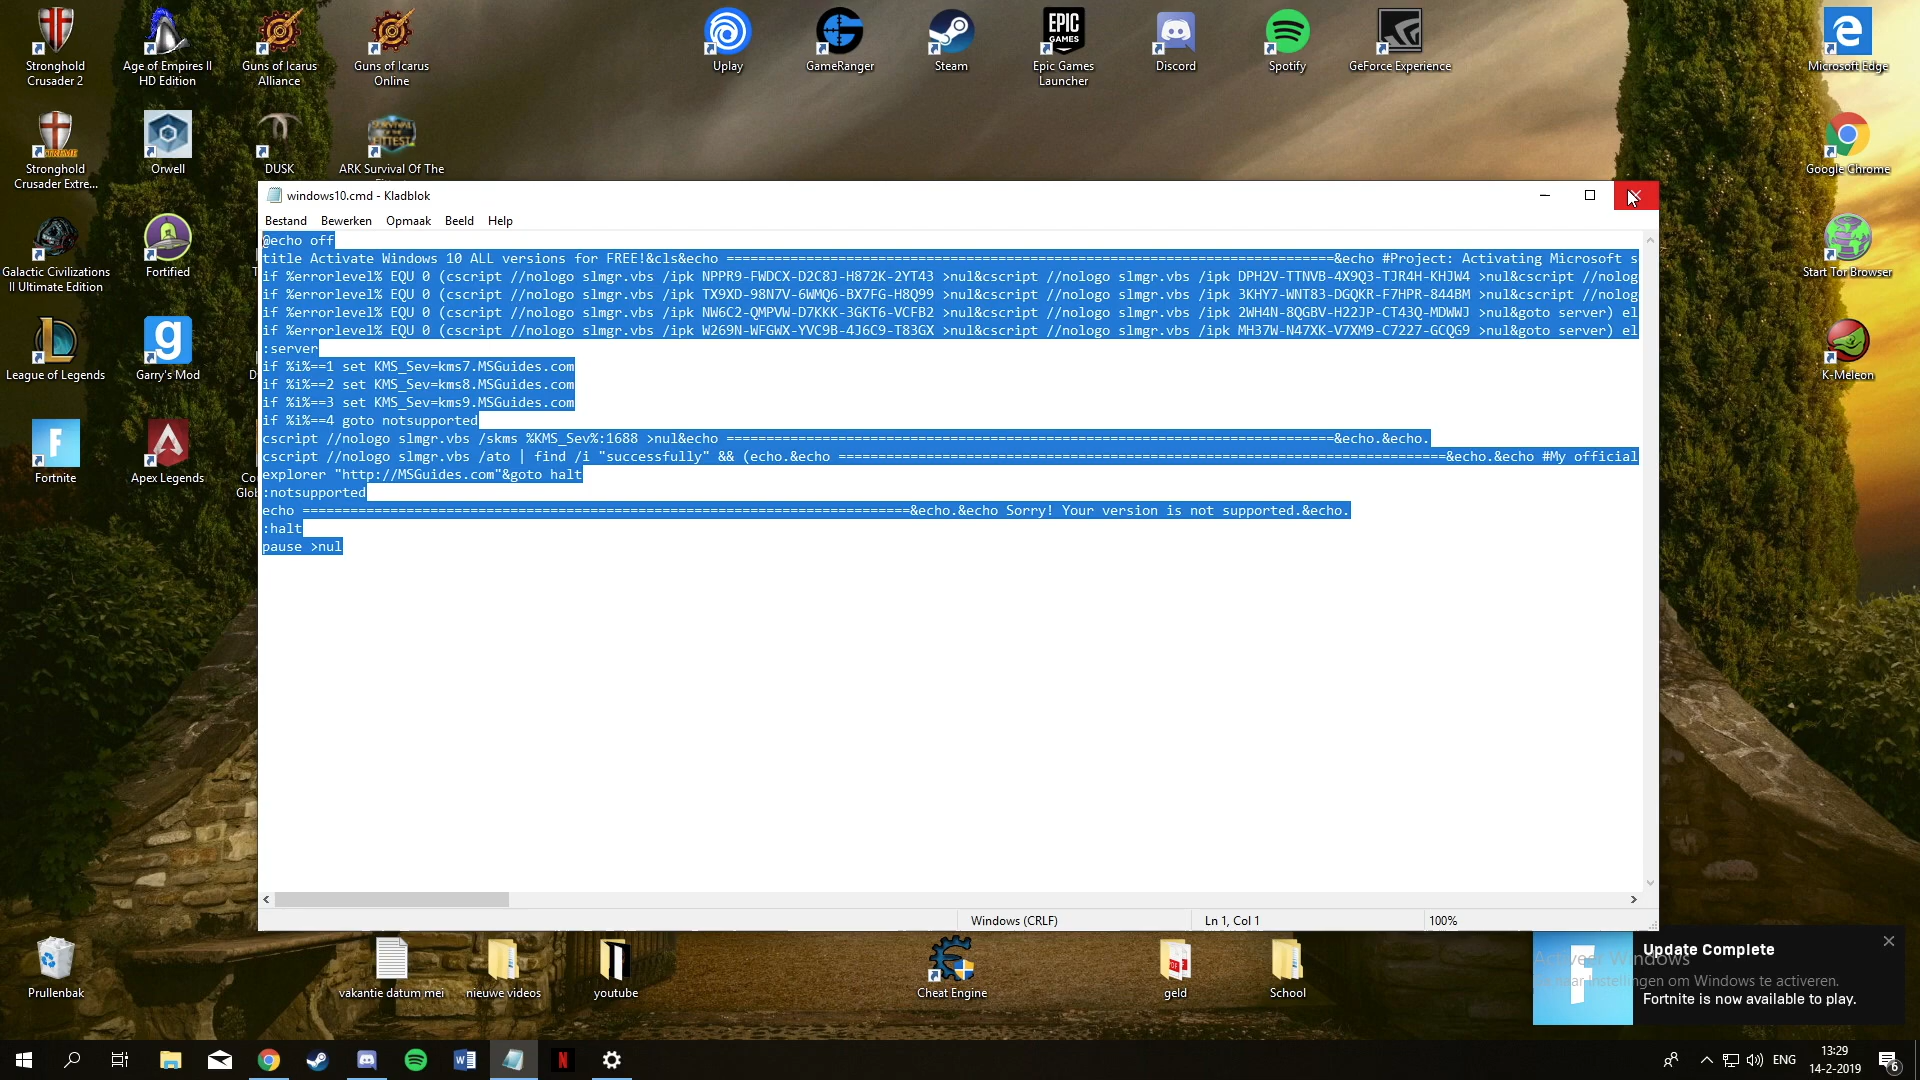 Stronghold
Crusader 2
Age of Empires II
HD Edition
Guns of Icarus
Alliance
Guns of Icarus
Online
Uplay
GameRanger
Steam
EPIC
GAMES
Epic Games
Launcher
Discord
Spotify
GeForce Experience
Microsoft Edge
Stronghold
Crusader Extre...
Orwell
DUSK
ARK Survival Of The
Google Chrome
windows10.cmd - Kladblok
Bestand Bewerken Opmaak Beeld Help
@echo off
title Activate Windows 10 ALL versions for FREE!&cls&echo ============================================================================&echo #Project: Activating Microsoft s
if %errorlevel% EQU 0 (cscript //nologo slmgr.vbs /ipk NPPR9-FWDCX-D2C8J-H872K-2YT43 >nul&cscript //nologo slmgr.vbs /ipk DPH2V-TTNVB-4X9Q3-TJR4H-KHJW4 >nul&cscript //nolog
if %errorlevel% EQU 0 (cscript //nologo slmgr.vbs /ipk TX9XD-98N7V-6WMQ6-BX7FG-H8Q99 >nul&cscript //nologo slmgr.vbs /ipk 3KHY7-WNT83-DGQKR-F7HPR-844BM >nul&cscript //nolog
if %errorlevel% EQU 0 (cscript //nologo slmgr.vbs /ipk NW6C2-QMPVW-D7KKK-3GKT6-VCFB2 >nul&cscript //nologo slmgr.vbs /ipk 2WH4N-8QGBV-H22JP-CT43Q-MDWWJ >nul&goto server) el
if %errorlevel% EQU 0 (cscript //nologo slmgr.vbs /ipk W269N-WFGWX-YVC9B-4J6C9-T83GX >nul&cscript //nologo slmgr.vbs /ipk MH37W-N47XK-V7XM9-C7227-GCQG9 >nul&goto server) el
:server
if %i%==1 set KMS_Sev=kms7.MSGuides.com
if %i%==2 set KMS_Sev=kms8.MSGuides.com
if %i%==3 set KMS_Sev=kms9.MSGuides.com
if %i%==4 goto notsupported
cscript //nologo slmgr.vbs /skms %KMS_Sev%:1688 >nul&echo ============================================================================&echo.&echo.
cscript //nologo slmgr.vbs /ato | find /i "successfully" && (echo.&echo ============================================================================&echo.&echo #My official
explorer "http://MSGuides.com"&goto halt
:notsupported
echo ============================================================================&echo.&echo Sorry! Your version is not supported.&echo.
:halt
pause >nul
Windows (CRLF) Ln 1, Col 1 100%
Galactic Civilizations
II Ultimate Edition
Fortified
Start Tor Browser
League of Legends
Garry's Mod
K-Meleon
Fortnite
Apex Legends
Prullenbak
vakantie datum mei
nieuwe videos
youtube
Cheat Engine
geld
School
Update Complete
Activeer Windows
naar Instellingen om Windows te activeren.
Fortnite is now available to play.
ENG
13:29
14-2-2019
6